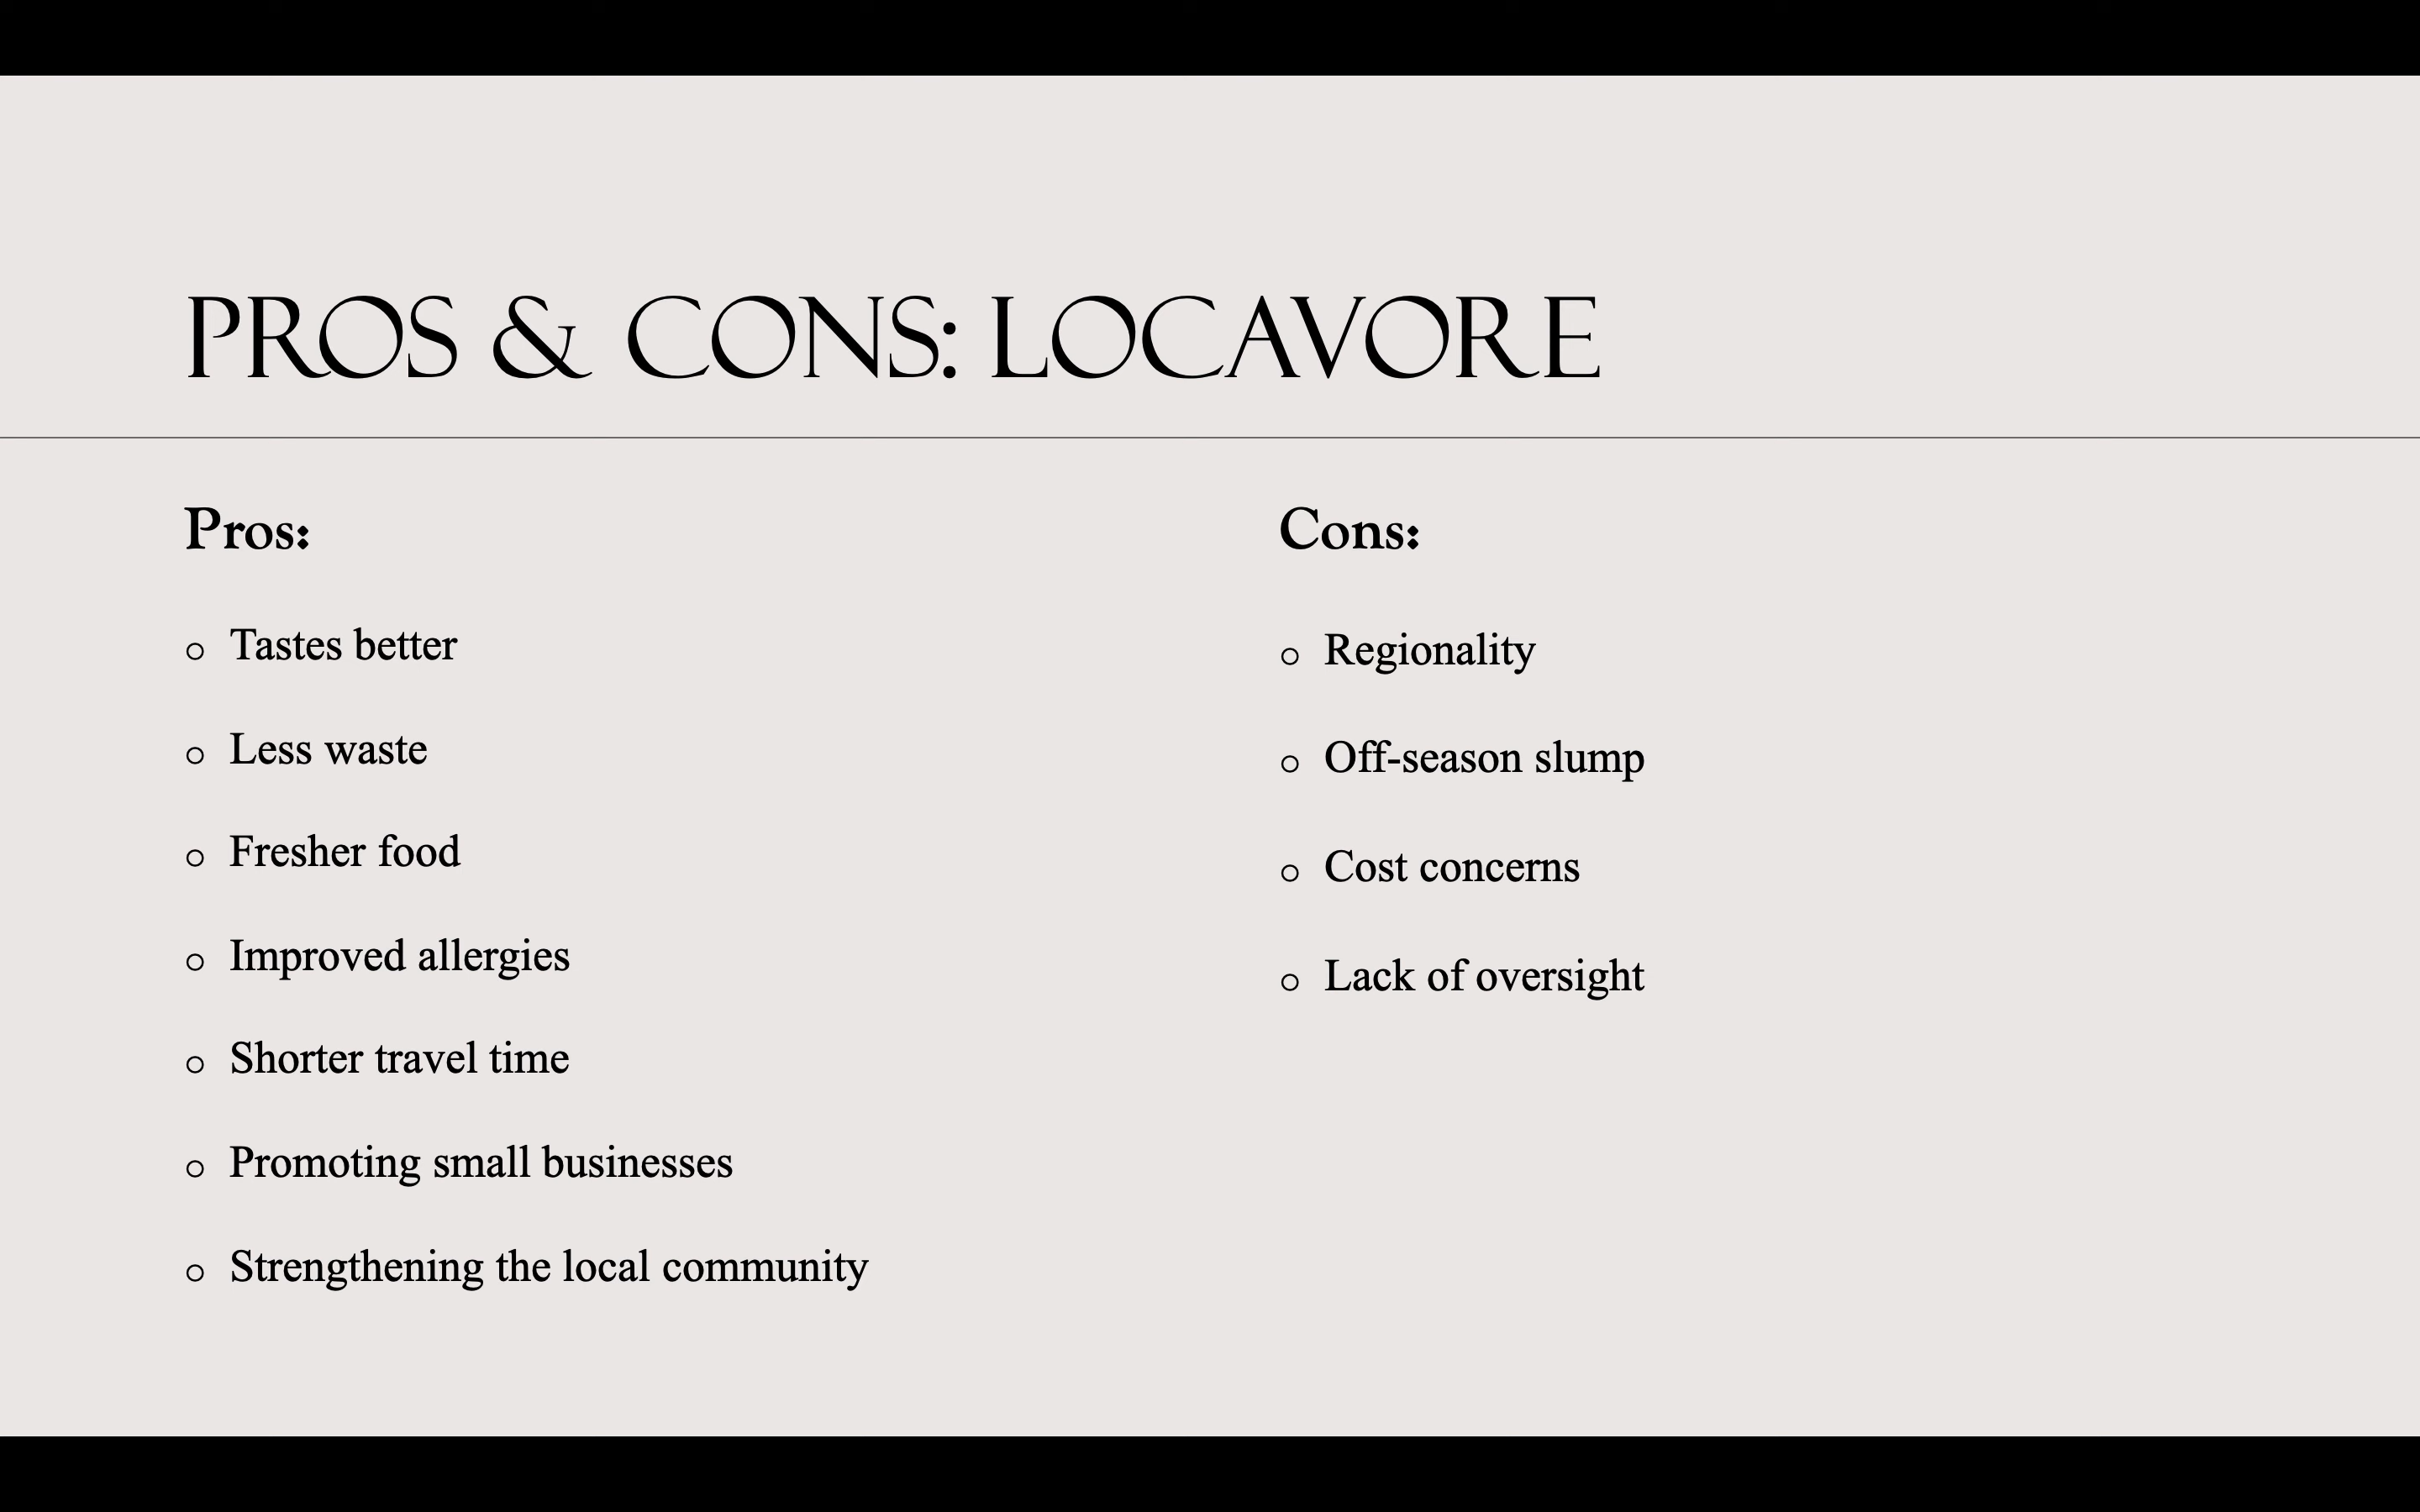 PROS & CONS: LOCAVORE
Pros:
Tastes better
Less waste
Fresher food
Improved allergies
Shorter travel time
Promoting small businesses
Strengthening the local community
Cons:
Regionality
Off-season slump
Cost concerns
Lack of oversight